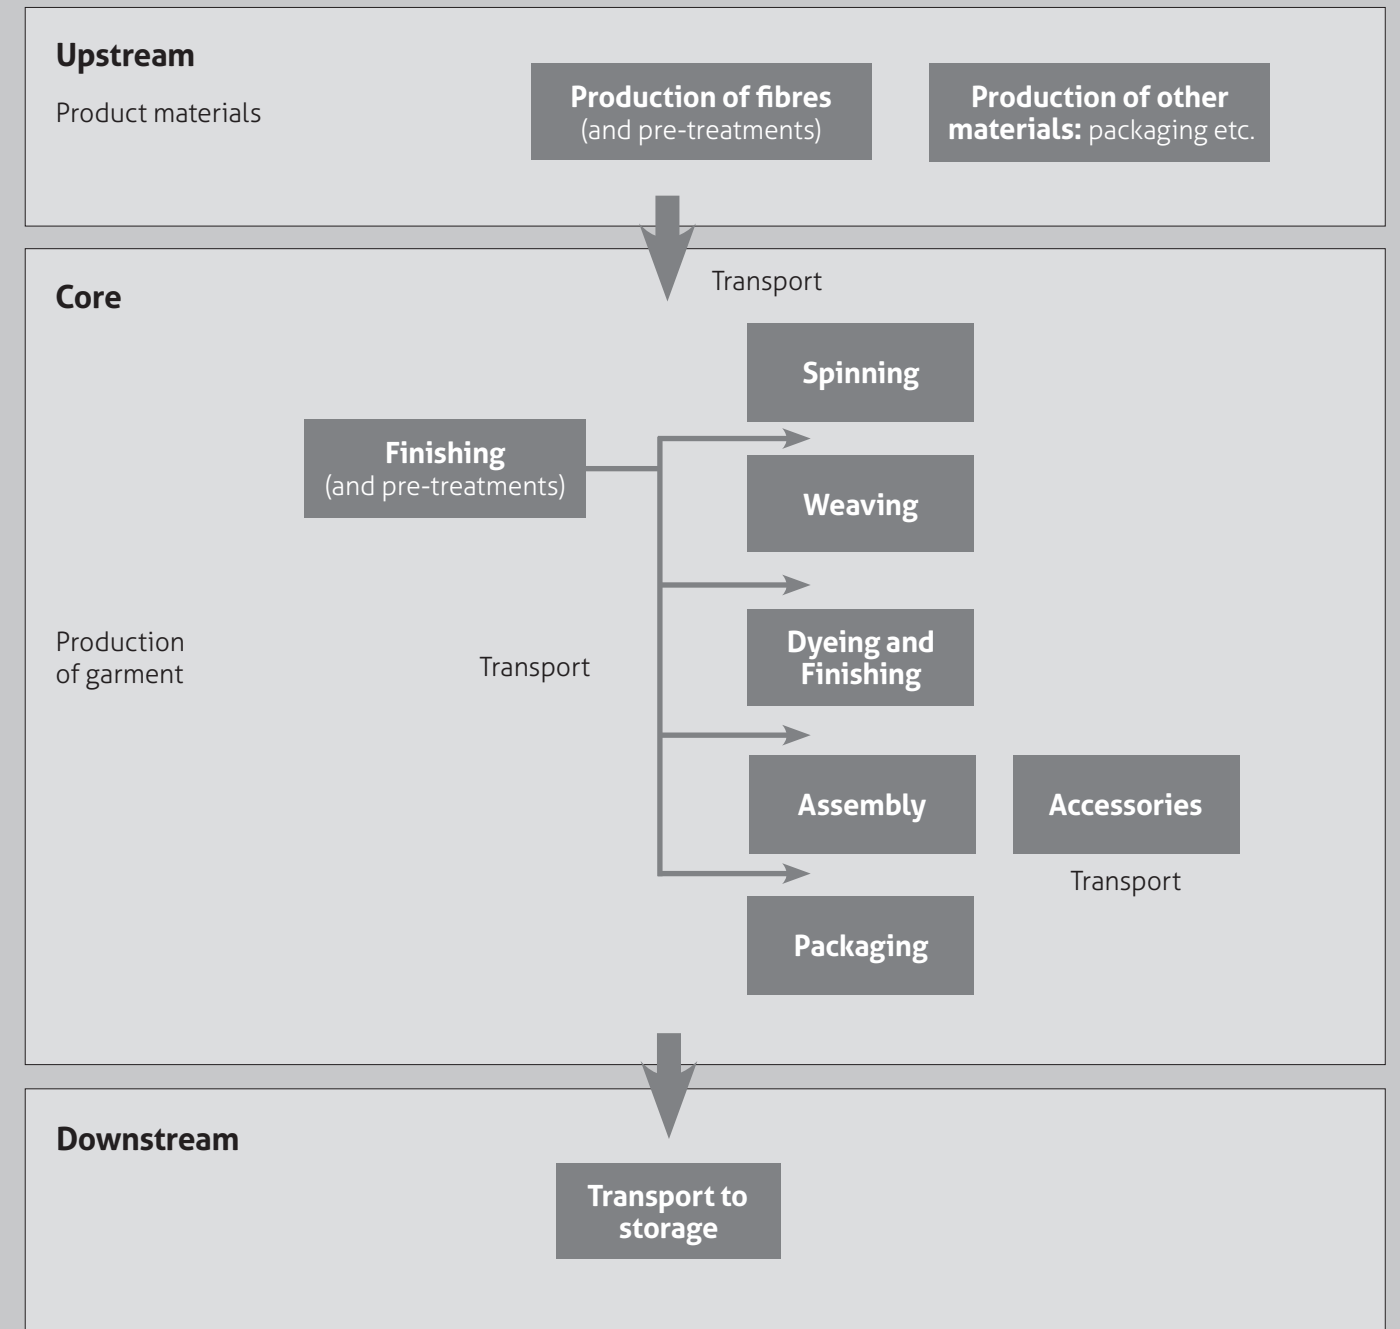 Upstream
Product materials
Production of fibres
(and pre-treatments)
Production of other
materials: packaging etc.
Core
Transport
Spinning
Finishing
(and pre-treatments)
Weaving
Production
of garment
Transport
Dyeing and
Finishing
Assembly
Accessories
Transport
Packaging
Downstream
Transport to
storage